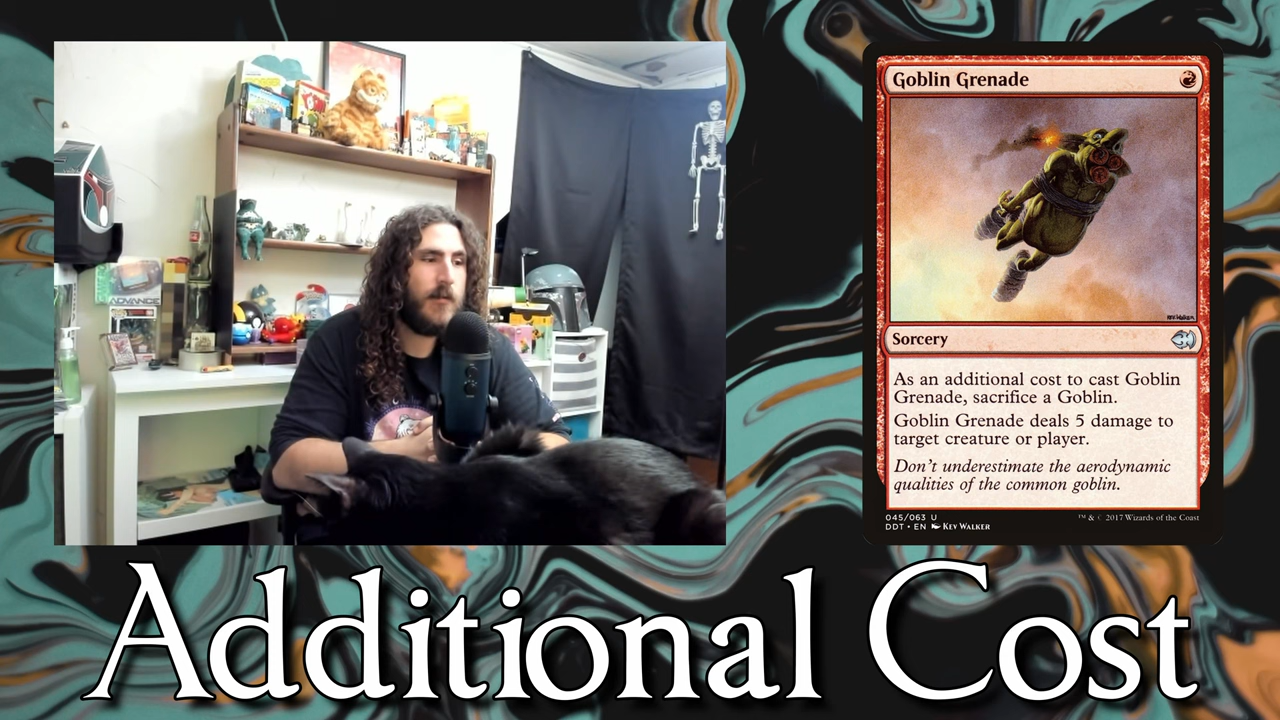 Goblin Grenade
ADVANCE
Sorcery
As an additional cost to cast Goblin
Grenade, sacrifice a Goblin.
Goblin Grenade deals 5 damage to
target creature or player.
Don't underestimate the aerodynamic
qualities of the common goblin.
045/063 U
DDT • EN Kev Walker
™ & © 2017 Wizards of the Coast
Additional Cost